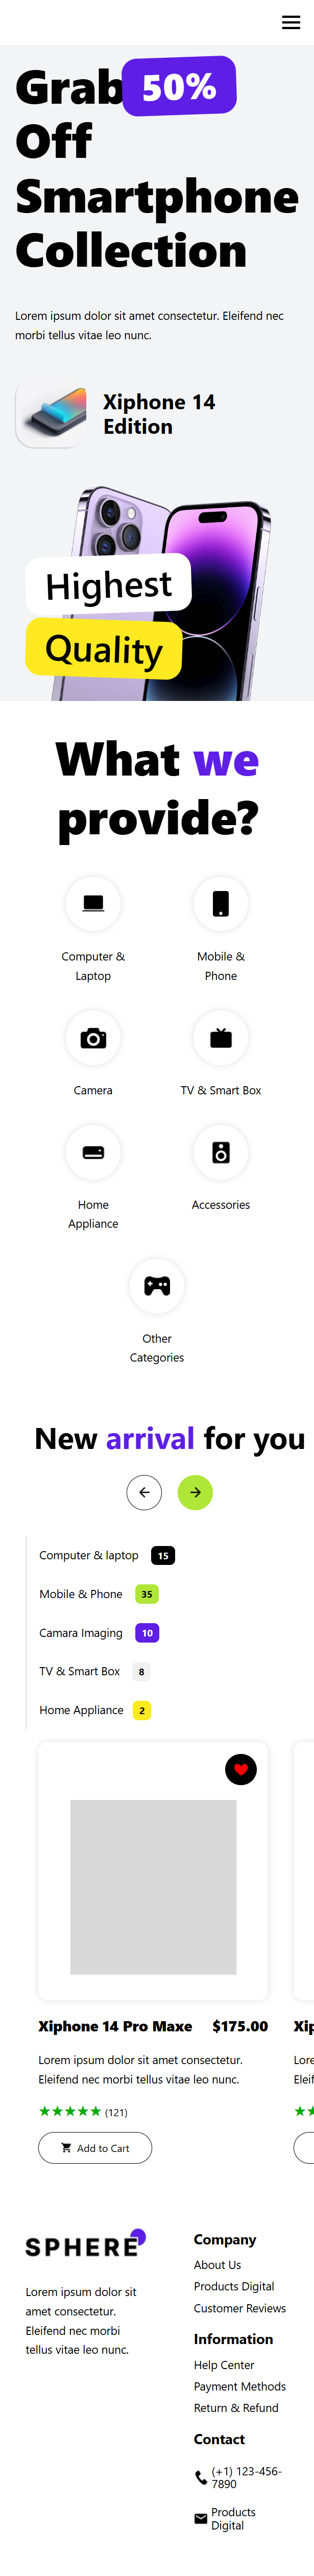 Grab 50%
Off
Smartphone
Collection
Lorem ipsum dolor sit amet consectetur. Eleifend nec
morbi tellus vitae leo nunc.
Xiphone 14
Edition
Highest
Quality
What we
provide?
Computer &
Laptop
Mobile &
Phone
Camera
TV & Smart Box
Home
Appliance
Accessories
Other
Categories
New arrival for you
Computer & laptop 15
Mobile & Phone 35
Camara Imaging 10
TV & Smart Box 8
Home Appliance 2
Xiphone 14 Pro Maxe $175.00
Lorem ipsum dolor sit amet consectetur.
Eleifend nec morbi tellus vitae leo nunc.
★★★★★ (121)
Add to Cart
Xip
Lore
Eleif
★★
SPHERE
Lorem ipsum dolor sit
amet consectetur.
Eleifend nec morbi
tellus vitae leo nunc.
Company
About Us
Products Digital
Customer Reviews
Information
Help Center
Payment Methods
Return & Refund
Contact
(+1) 123-456-
7890
Products
Digital